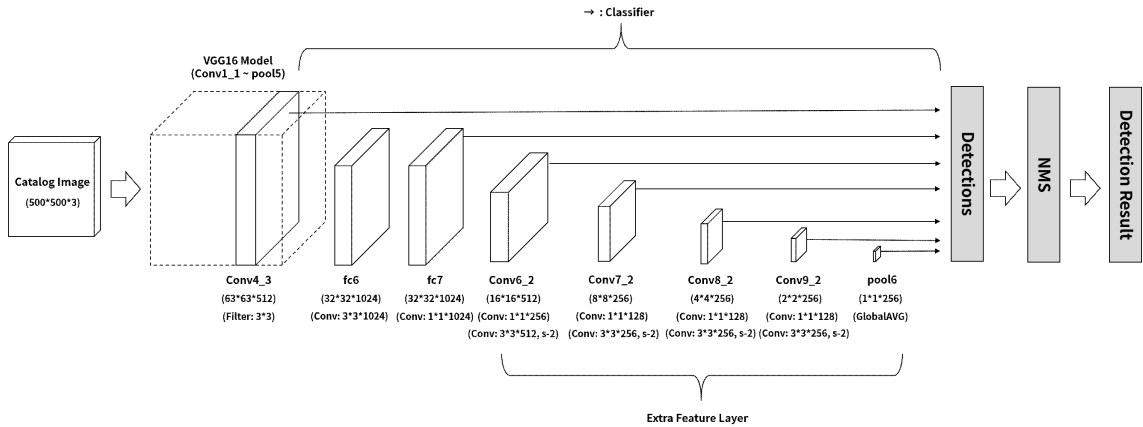 → : Classifier
VGG16 Model
(Conv1_1 ~ pool5)
Catalog Image
(500*500*3)
Detections
NMS
Detection Result
Conv4_3
(63*63*512)
(Filter: 3*3)
fc6
(32*32*1024)
(Conv: 3*3*1024)
fc7
(32*32*1024)
(Conv: 1*1*1024)
Conv6_2
(16*16*512)
(Conv: 1*1*256)
(Conv: 3*3*512, s-2)
Conv7_2
(8*8*256)
(Conv: 1*1*128)
(Conv: 3*3*256, s-2)
Conv8_2
(4*4*256)
(Conv: 1*1*128)
(Conv: 3*3*256, s-2)
Conv9_2
(2*2*256)
(Conv: 1*1*128)
(Conv: 3*3*256, s-2)
pool6
(1*1*256)
(GlobalAVG)
Extra Feature Layer